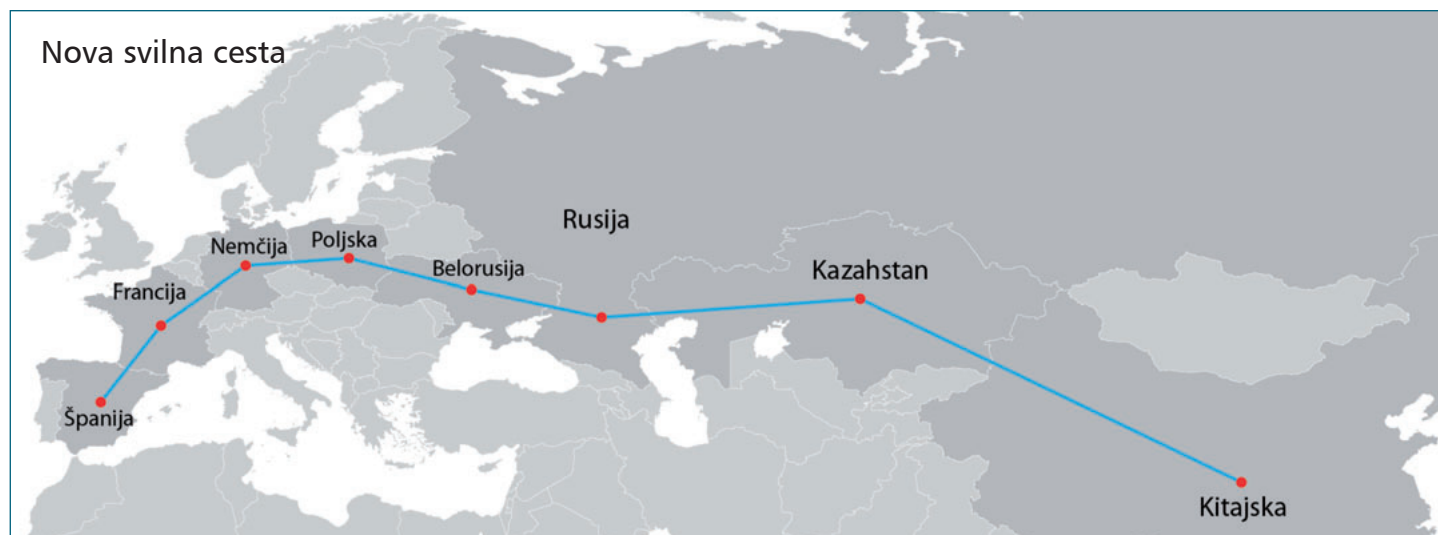 Nova svilna cesta
Rusija
Nemčija
Poljska
Belorusija
Kazahstan
Francija
Španija
Kitajska